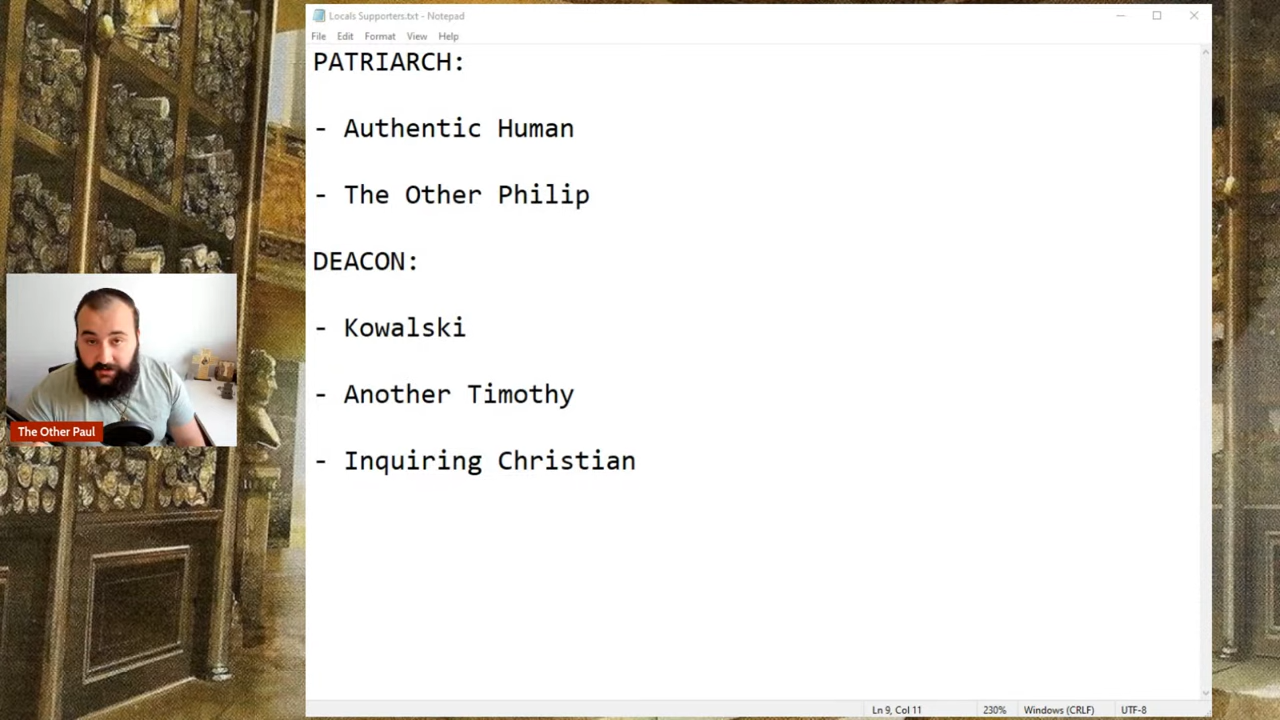 Locals Supporters.txt - Notepad
File Edit Format View Help
PATRIARCH:
- Authentic Human
- The Other Philip
DEACON:
- Kowalski
- Another Timothy
- Inquiring Christian
The Other Paul
Ln 9, Col 11 230% Windows (CRLF) UTF-8